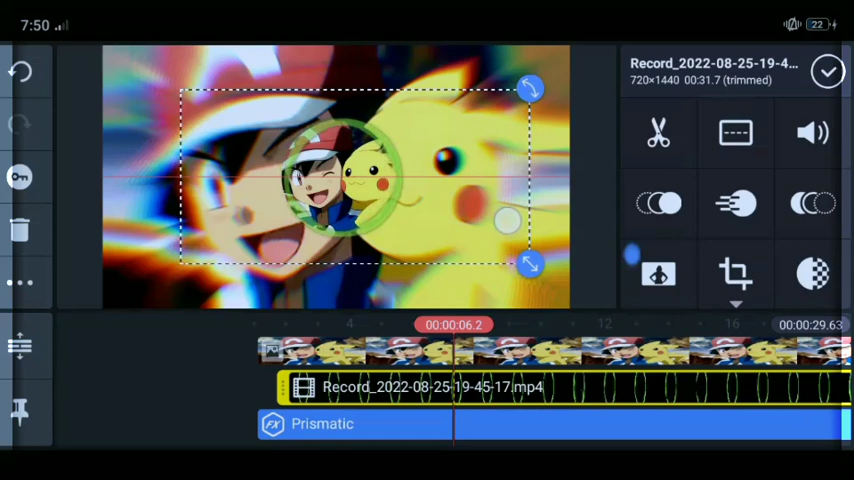 7:50
22
Record_2022-08-25-19-4...
720×1440 00:31.7 (trimmed)
00:00:06.2
4
12
16
00:00:29.63
Record_2022-08-25-19-45-17.mp4
FX Prismatic